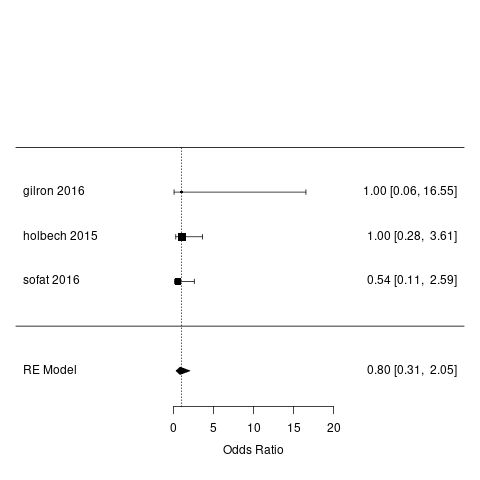 gilron 2016 1.00 [0.06, 16.55]
holbech 2015 1.00 [0.28, 3.61]
sofat 2016 0.54 [0.11, 2.59]
RE Model 0.80 [0.31, 2.05]
0 5 10 15 20
Odds Ratio